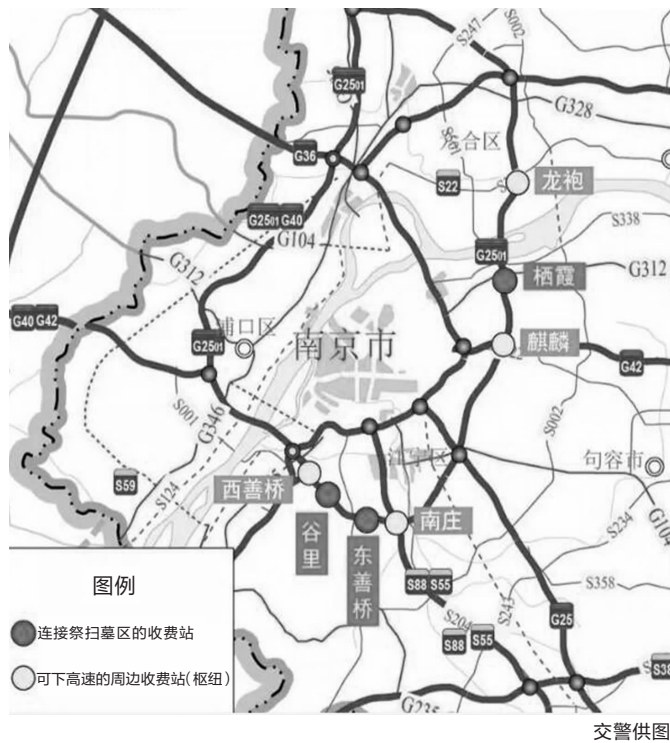 S247
S002
G2501
G328
六合区
S601
G36
S22
龙袍
G2501 G40
G104
S338
G2501
G312
G312
栖霞
G40 G42
浦口区
南京市
麒麟
G2501
G42
S001
G346
S002
江宁区
句容市
S59
S124
西善桥
G104
谷里
东善桥
南庄
S234
S88 S55
S358
S243
S204
G25
S88
S55
S38
G235
图例
连接祭扫墓区的收费站
可下高速的周边收费站(枢纽)
交警供图